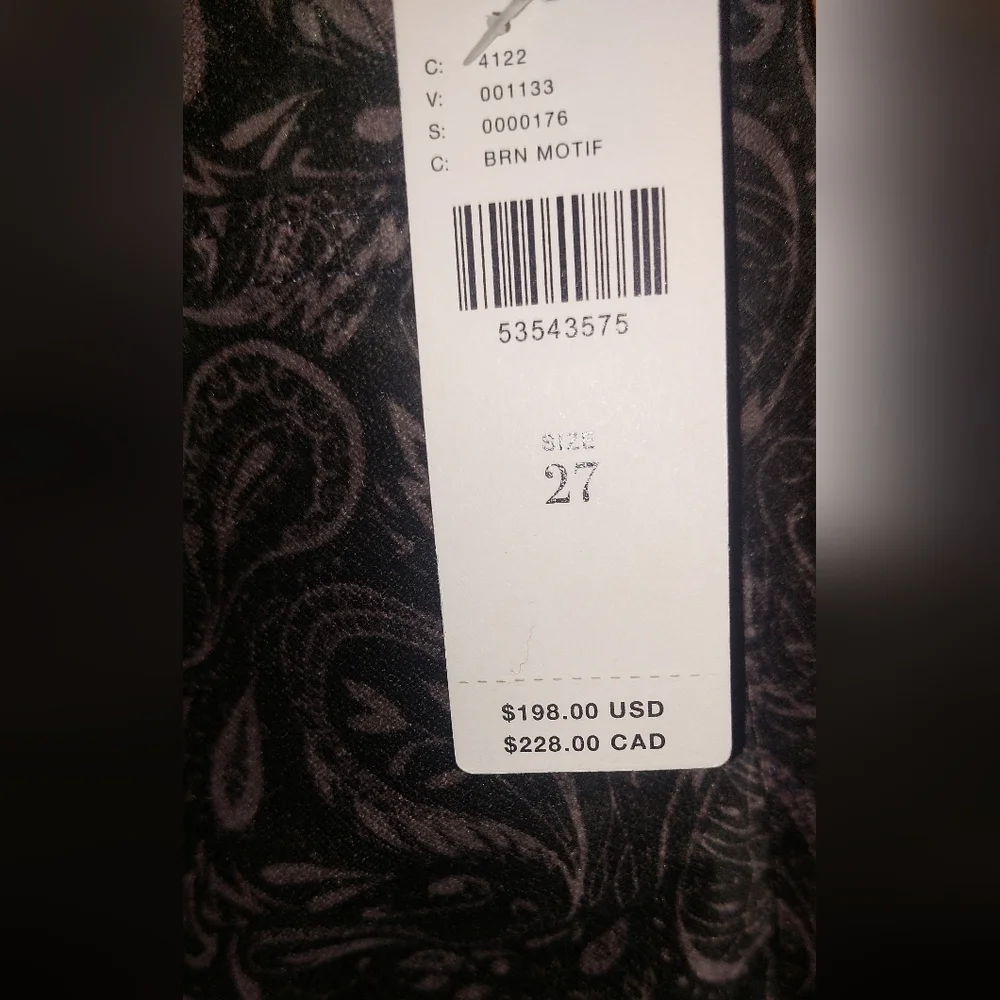 C: 4122
V: 001133
S: 0000176
C: BRN MOTIF
53543575
SIZE
27
$198.00 USD
$228.00 CAD